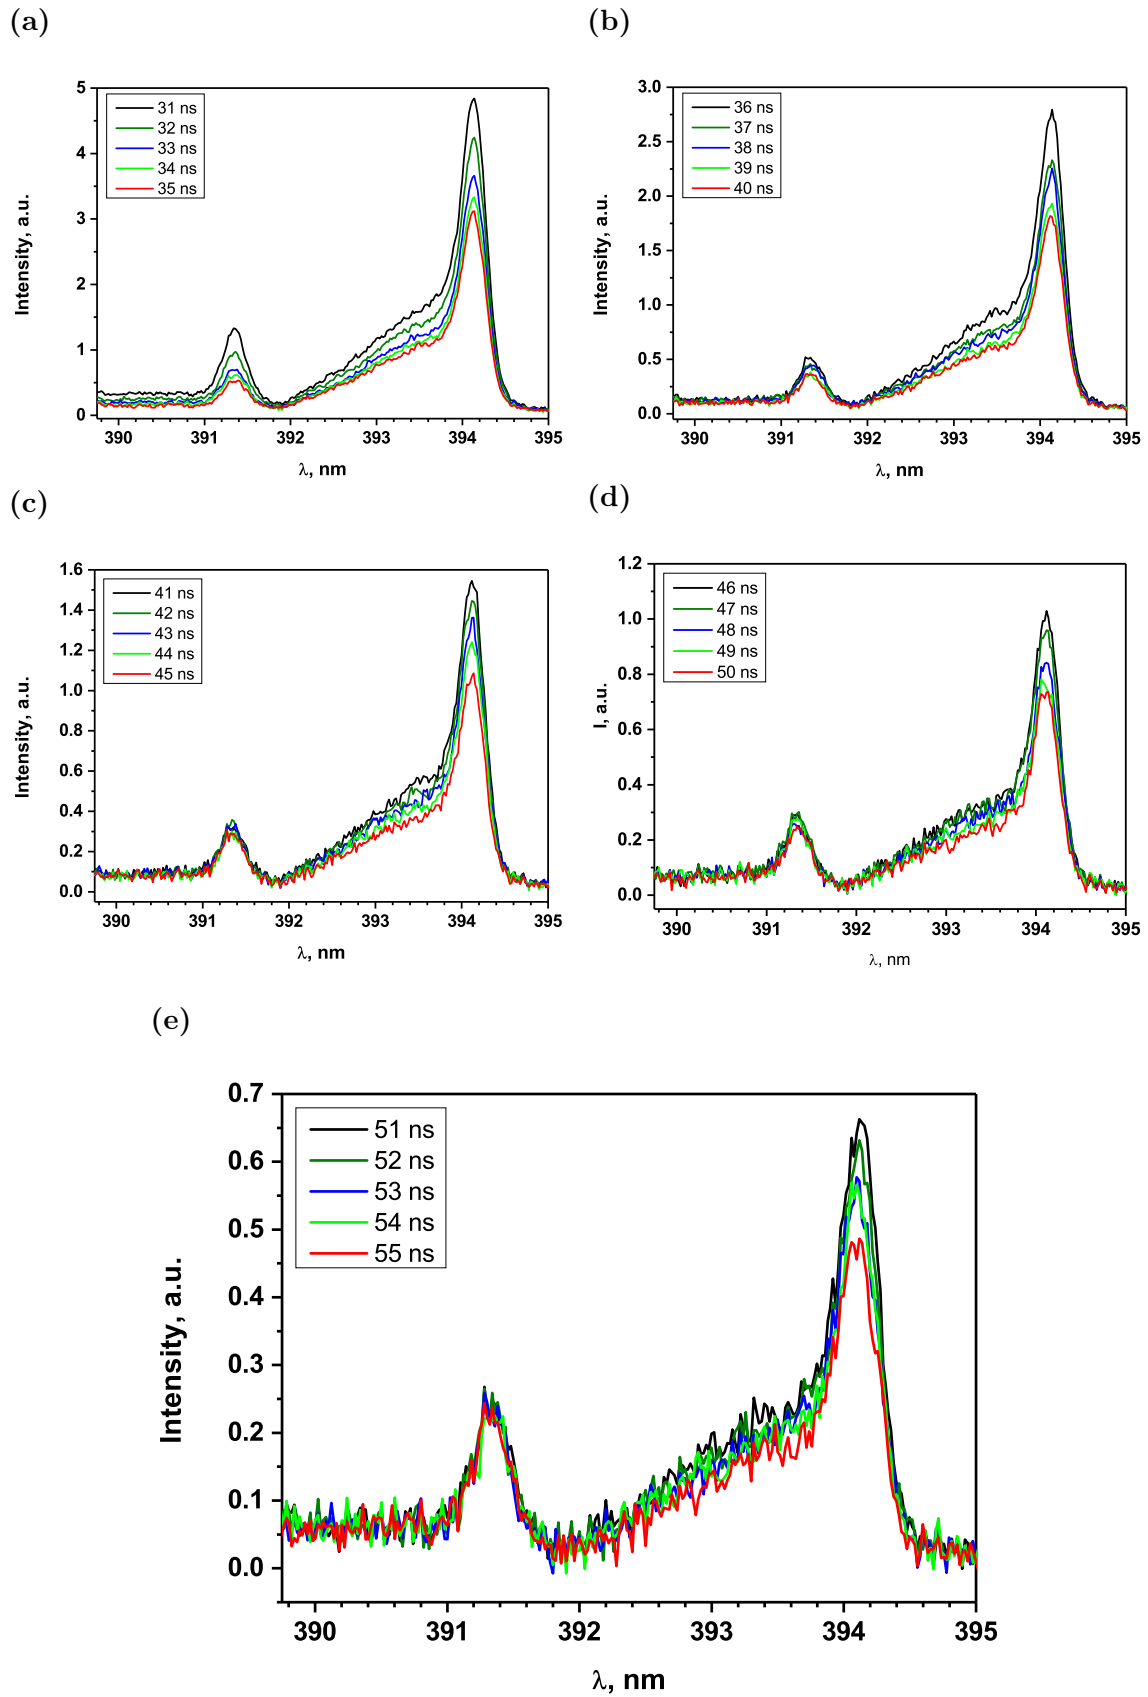 (a)
5
4
3
2
1
0
Intensity, a.u.
31 ns
32 ns
33 ns
34 ns
35 ns
390 391 392 393 394 395
λ, nm
(b)
3.0
2.5
2.0
1.5
1.0
0.5
0.0
Intensity, a.u.
36 ns
37 ns
38 ns
39 ns
40 ns
390 391 392 393 394 395
λ, nm
(c)
1.6
1.4
1.2
1.0
0.8
0.6
0.4
0.2
0.0
Intensity, a.u.
41 ns
42 ns
43 ns
44 ns
45 ns
390 391 392 393 394 395
λ, nm
(d)
1.2
1.0
0.8
0.6
0.4
0.2
0.0
I, a.u.
46 ns
47 ns
48 ns
49 ns
50 ns
390 391 392 393 394 395
λ, nm
(e)
0.7
0.6
0.5
0.4
0.3
0.2
0.1
0.0
Intensity, a.u.
51 ns
52 ns
53 ns
54 ns
55 ns
390 391 392 393 394 395
λ, nm